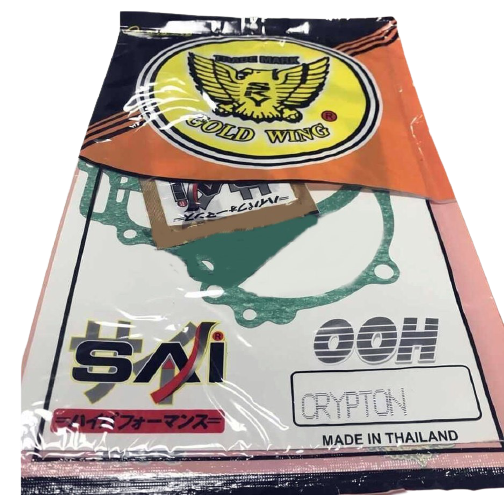 TRADE MARK
GOLD WING
®
SAi®
OOH
CRYPTON
=ハイパフォーマンス=
MADE IN THAILAND